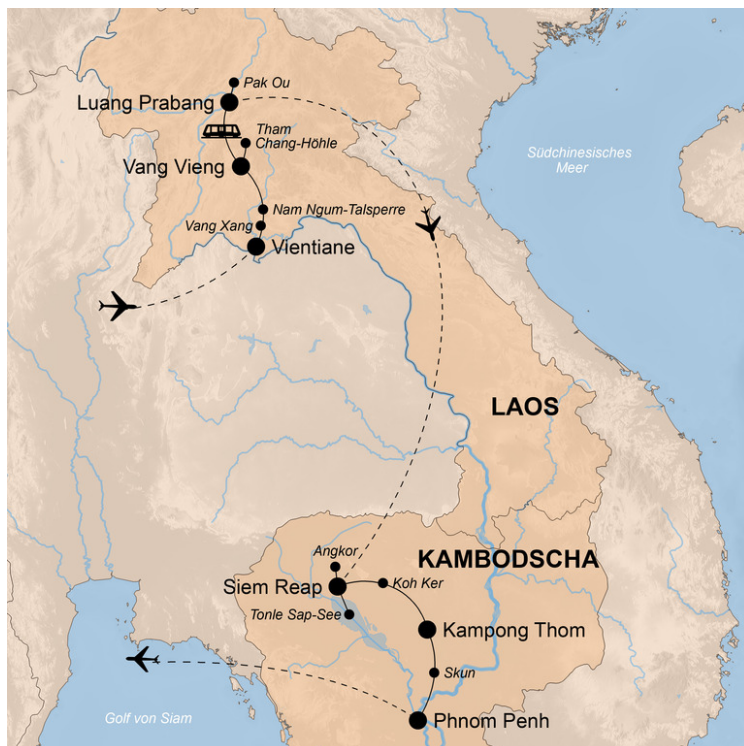 Pak Ou
Luang Prabang
Tham
Chang-Höhle
Vang Vieng
Südchinesisches
Meer
Nam Ngum-Talsperre
Vang Xang
Vientiane
LAOS
KAMBODSCHA
Angkor
Siem Reap
Koh Ker
Tonle Sap-See
Kampong Thom
Skun
Golf von Siam
Phnom Penh